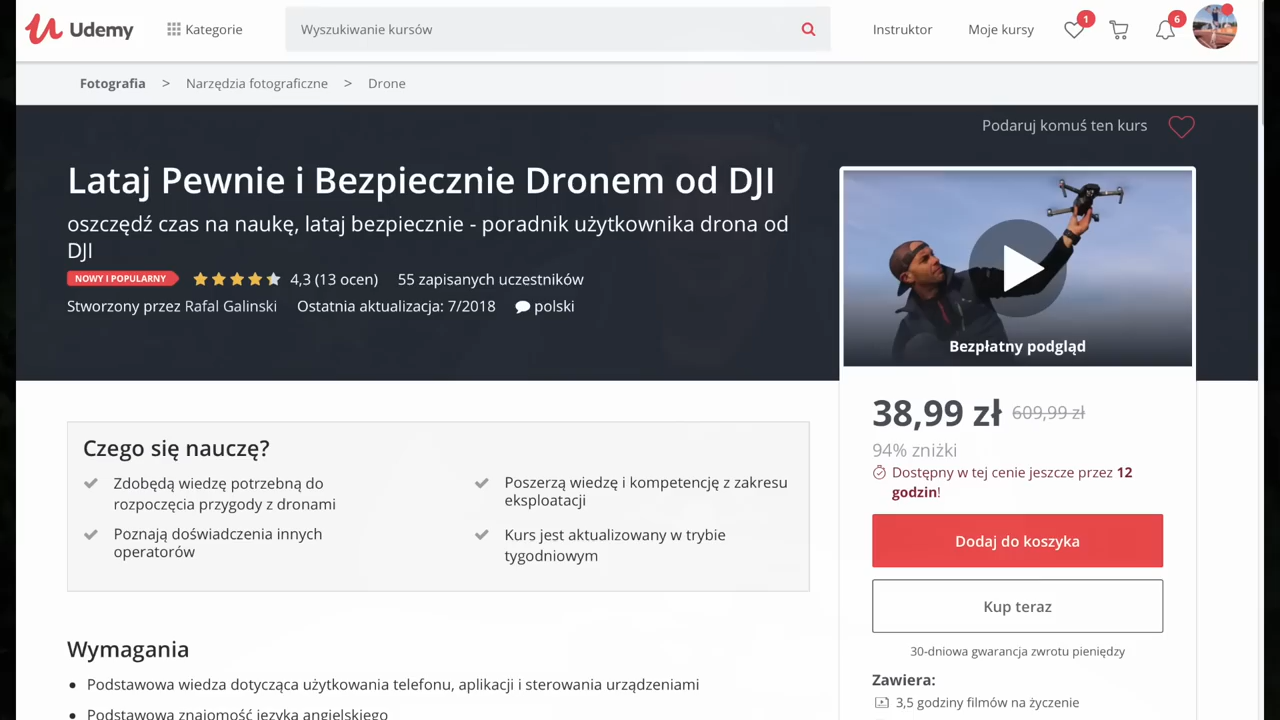 Udemy
Kategorie
Wyszukiwanie kursów
Instruktor
Moje kursy
1
6
Fotografia > Narzędzia fotograficzne > Drone
Podaruj komuś ten kurs
Lataj Pewnie i Bezpiecznie Dronem od DJI
oszczędź czas na naukę, lataj bezpiecznie - poradnik użytkownika drona od
DJI
NOWY I POPULARNY 4,3 (13 ocen) 55 zapisanych uczestników
Stworzony przez Rafal Galinski Ostatnia aktualizacja: 7/2018 polski
Bezpłatny podgląd
38,99 zł 609,99 zł
94% zniżki
Dostępny w tej cenie jeszcze przez 12
godzin!
Dodaj do koszyka
Kup teraz
30-dniowa gwarancja zwrotu pieniędzy
Zawiera:
3,5 godziny filmów na życzenie
Czego się nauczę?
Zdobędą wiedzę potrzebną do
rozpoczęcia przygody z dronami
Poznają doświadczenia innych
operatorów
Poszerzą wiedzę i kompetencję z zakresu
eksploatacji
Kurs jest aktualizowany w trybie
tygodniowym
Wymagania
Podstawowa wiedza dotycząca użytkowania telefonu, aplikacji i sterowania urządzeniami
Podstawowa znajomość języka angielskiego